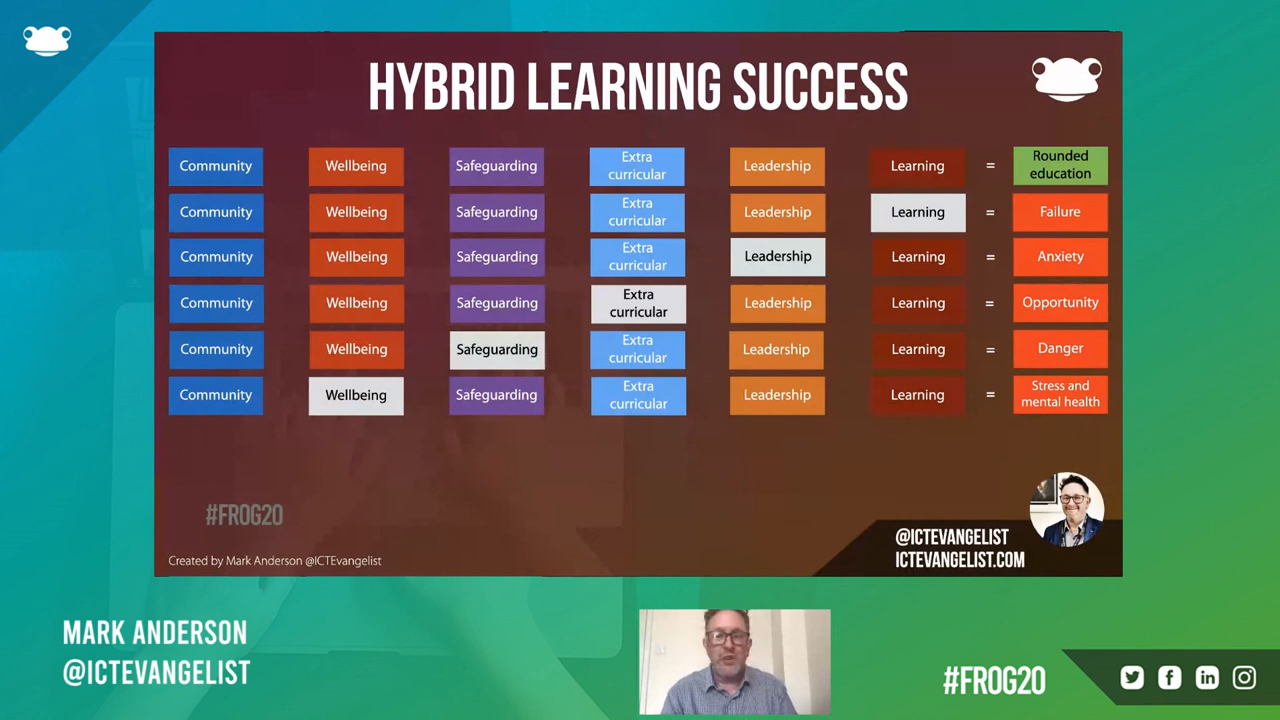 HYBRID LEARNING SUCCESS
Community Wellbeing Safeguarding Extra curricular Leadership Learning = Rounded education
Community Wellbeing Safeguarding Extra curricular Leadership Learning = Failure
Community Wellbeing Safeguarding Extra curricular Leadership Learning = Anxiety
Community Wellbeing Safeguarding Extra curricular Leadership Learning = Opportunity
Community Wellbeing Safeguarding Extra curricular Leadership Learning = Danger
Community Wellbeing Safeguarding Extra curricular Leadership Learning = Stress and mental health
#FROG20
@ICTEVANGELIST
ICTEVANGELIST.COM
Created by Mark Anderson @ICTEvangelist
MARK ANDERSON
@ICTEVANGELIST
#FROG20